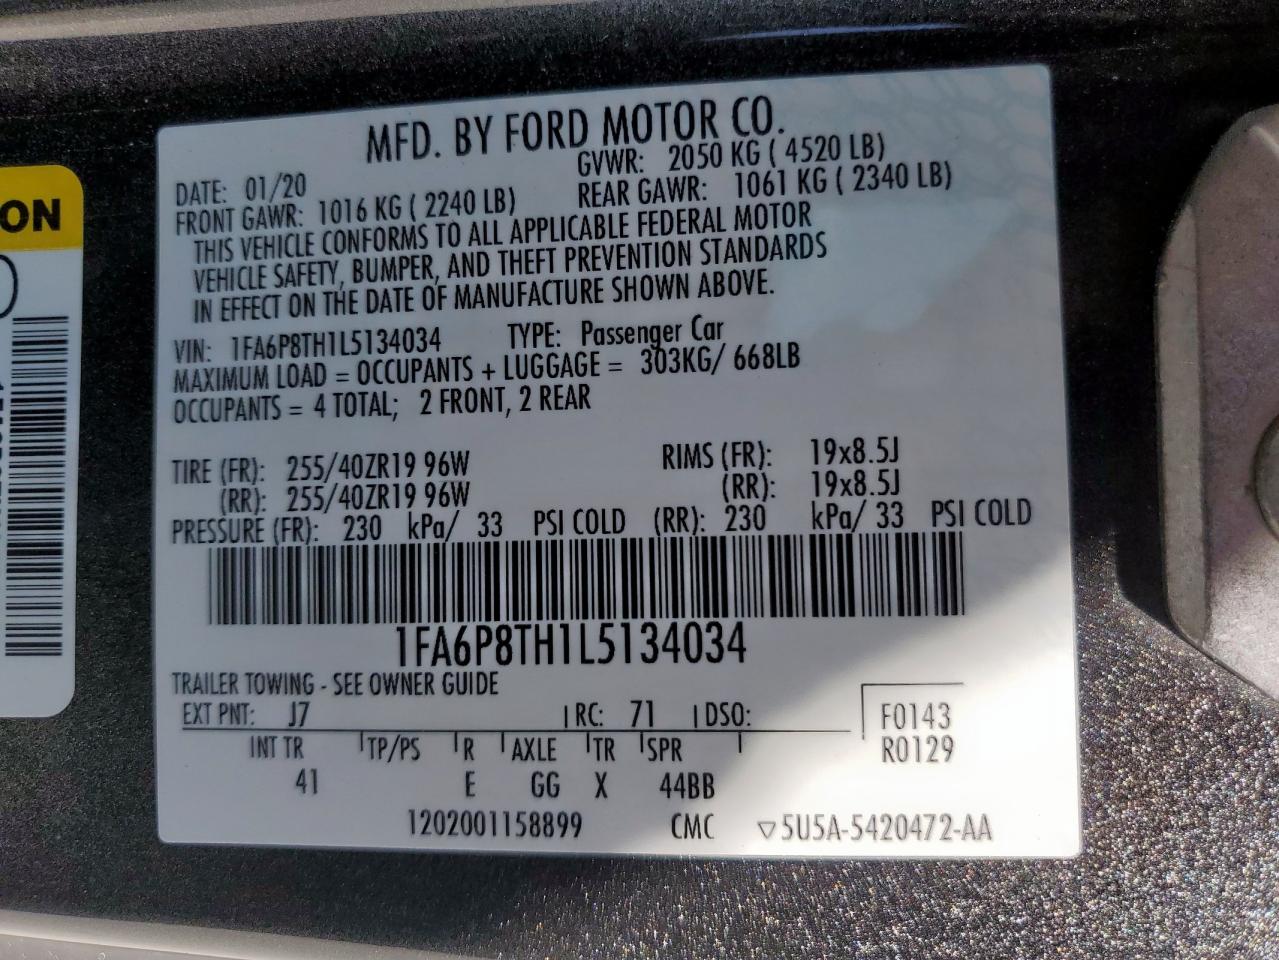 MFD. BY FORD MOTOR CO.
DATE: 01/20 GVWR: 2050 KG ( 4520 LB)
FRONT GAWR: 1016 KG ( 2240 LB) REAR GAWR: 1061 KG ( 2340 LB)
THIS VEHICLE CONFORMS TO ALL APPLICABLE FEDERAL MOTOR
VEHICLE SAFETY, BUMPER, AND THEFT PREVENTION STANDARDS
IN EFFECT ON THE DATE OF MANUFACTURE SHOWN ABOVE.
VIN: 1FA6P8TH1L5134034 TYPE: Passenger Car
MAXIMUM LOAD = OCCUPANTS + LUGGAGE = 303KG/ 668LB
OCCUPANTS = 4 TOTAL; 2 FRONT, 2 REAR
TIRE (FR): 255/40ZR19 96W RIMS (FR): 19x8.5J
(RR): 255/40ZR19 96W (RR): 19x8.5J
PRESSURE (FR): 230 kPa/ 33 PSI COLD (RR): 230 kPa/ 33 PSI COLD
1FA6P8TH1L5134034
TRAILER TOWING - SEE OWNER GUIDE
EXT PNT: J7 RC: 71 DSO: F0143
INT TR TP/PS R AXLE TR SPR R0129
41 E GG X 44BB
1202001158899 CMC ▽5U5A-5420472-AA
ON